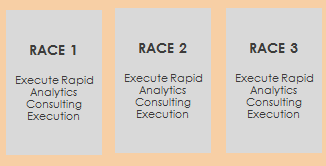 RACE 1
Execute Rapid
Analytics
Consulting
Execution
RACE 2
Execute Rapid
Analytics
Consulting
Execution
RACE 3
Execute Rapid
Analytics
Consulting
Execution